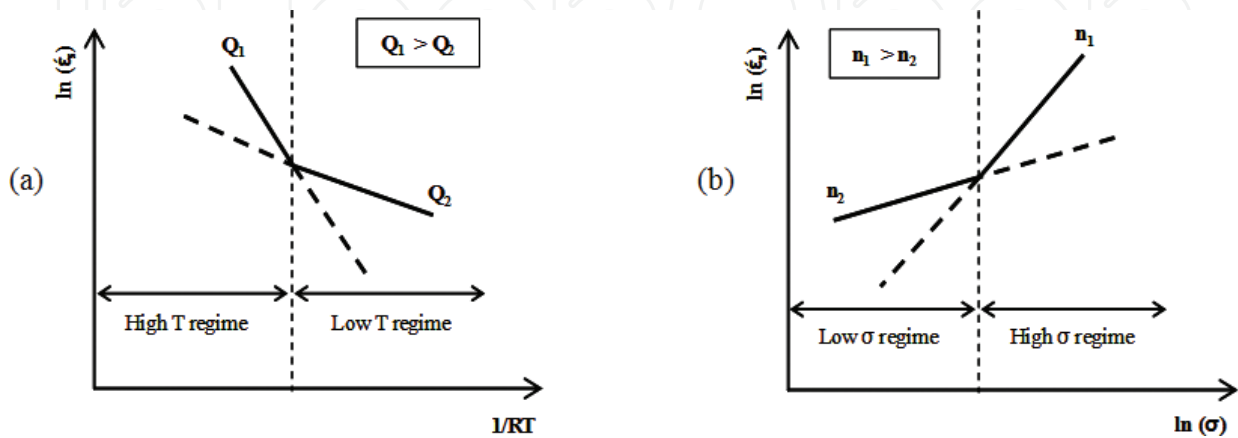 (a)
ln (ε̇ₛ)
Q₁
Q₁ > Q₂
Q₂
High T regime
Low T regime
1/RT
(b)
ln (ε̇ₛ)
n₁ > n₂
n₁
n₂
Low σ regime
High σ regime
ln (σ)